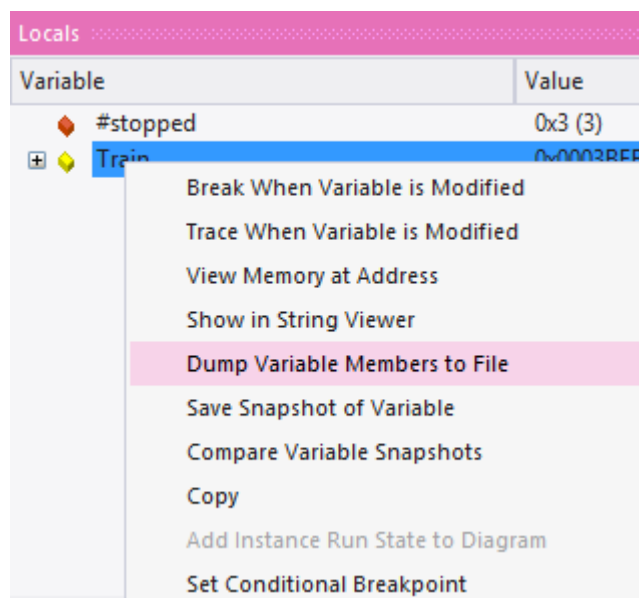 Locals
Variable Value
#stopped 0x3 (3)
Train
Break When Variable is Modified
Trace When Variable is Modified
View Memory at Address
Show in String Viewer
Dump Variable Members to File
Save Snapshot of Variable
Compare Variable Snapshots
Copy
Add Instance Run State to Diagram
Set Conditional Breakpoint